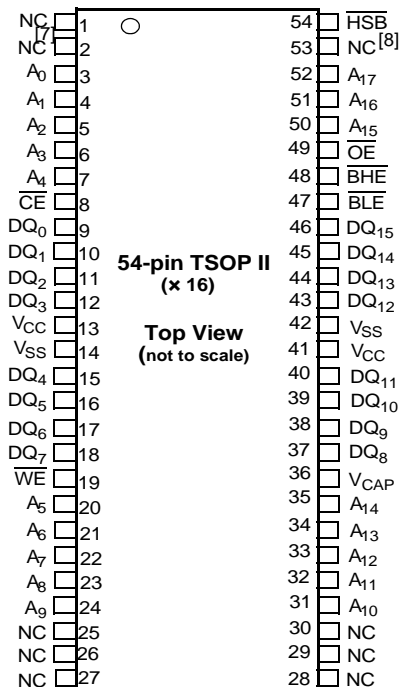 NC 1 54 HSB
[7]
NC 2 53 NC[8]
A0 3 52 A17
A1 4 51 A16
A2 5 50 A15
A3 6 49 OE
A4 7 48 BHE
CE 8 47 BLE
DQ0 9 46 DQ15
DQ1 10 45 DQ14
DQ2 11 44 DQ13
DQ3 12 43 DQ12
VCC 13 42 VSS
VSS 14 41 VCC
DQ4 15 40 DQ11
DQ5 16 39 DQ10
DQ6 17 38 DQ9
DQ7 18 37 DQ8
WE 19 36 VCAP
A5 20 35 A14
A6 21 34 A13
A7 22 33 A12
A8 23 32 A11
A9 24 31 A10
NC 25 30 NC
NC 26 29 NC
NC 27 28 NC
54-pin TSOP II
(× 16)
Top View
(not to scale)